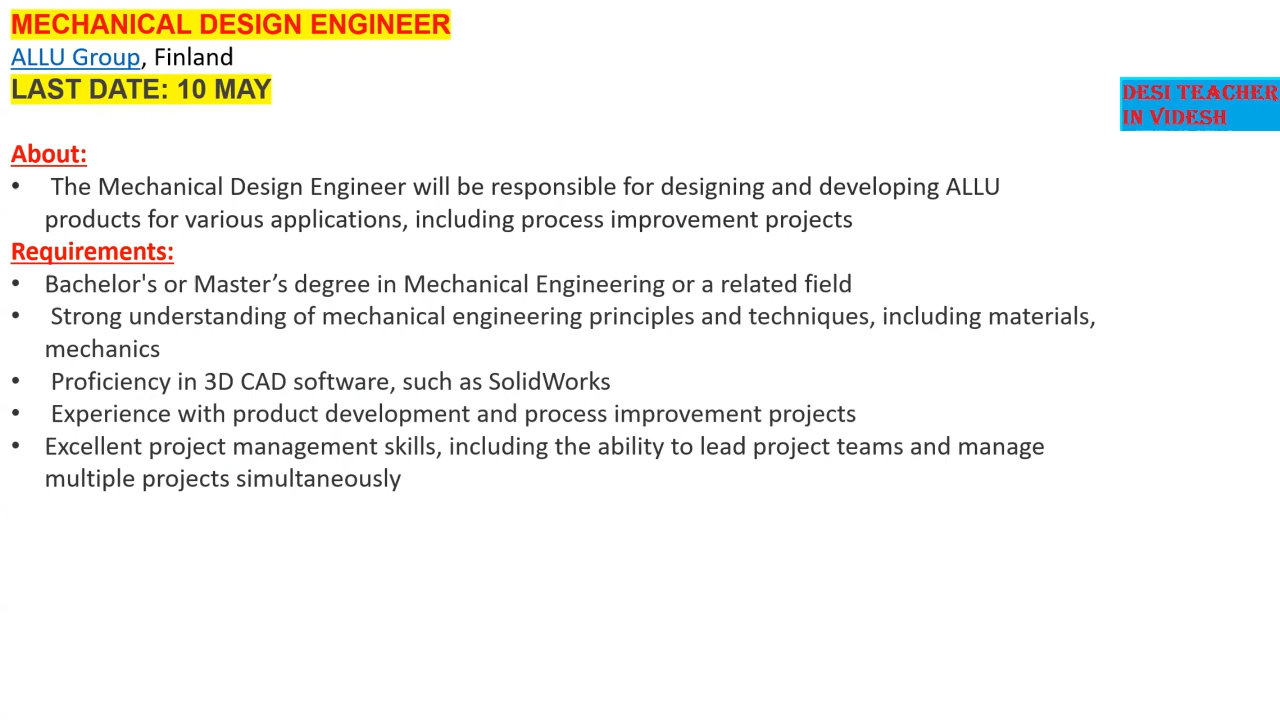 MECHANICAL DESIGN ENGINEER
ALLU Group, Finland
LAST DATE: 10 MAY
DESI TEACHER
IN VIDESH
About:
• The Mechanical Design Engineer will be responsible for designing and developing ALLU
products for various applications, including process improvement projects
Requirements:
• Bachelor's or Master’s degree in Mechanical Engineering or a related field
• Strong understanding of mechanical engineering principles and techniques, including materials,
mechanics
• Proficiency in 3D CAD software, such as SolidWorks
• Experience with product development and process improvement projects
• Excellent project management skills, including the ability to lead project teams and manage
multiple projects simultaneously